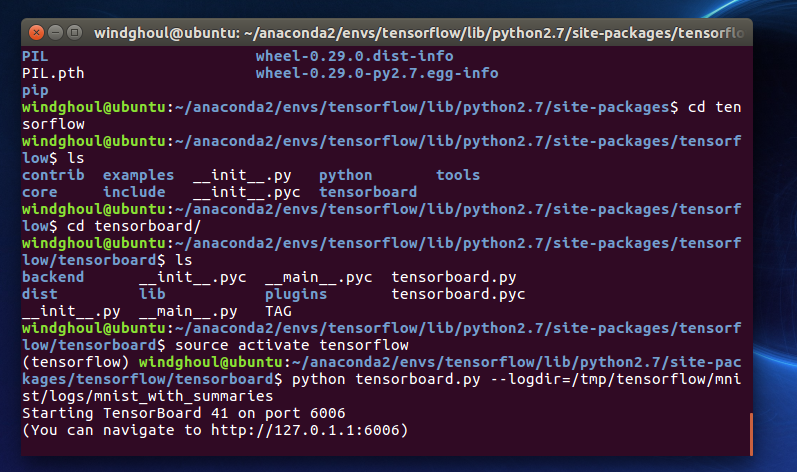 windghoul@ubuntu: ~/anaconda2/envs/tensorflow/lib/python2.7/site-packages/tensorflo
PIL                       wheel-0.29.0.dist-info
PIL.pth                   wheel-0.29.0-py2.7.egg-info
pip
windghoul@ubuntu:~/anaconda2/envs/tensorflow/lib/python2.7/site-packages$ cd ten
sorflow
windghoul@ubuntu:~/anaconda2/envs/tensorflow/lib/python2.7/site-packages/tensorf
low$ ls
contrib  examples  __init__.py   python       tools
core     include   __init__.pyc  tensorboard
windghoul@ubuntu:~/anaconda2/envs/tensorflow/lib/python2.7/site-packages/tensorf
low$ cd tensorboard/
windghoul@ubuntu:~/anaconda2/envs/tensorflow/lib/python2.7/site-packages/tensorf
low/tensorboard$ ls
backend      __init__.pyc  __main__.pyc  tensorboard.py
dist         lib           plugins       tensorboard.pyc
__init__.py  __main__.py   TAG
windghoul@ubuntu:~/anaconda2/envs/tensorflow/lib/python2.7/site-packages/tensorf
low/tensorboard$ source activate tensorflow
(tensorflow) windghoul@ubuntu:~/anaconda2/envs/tensorflow/lib/python2.7/site-pac
kages/tensorflow/tensorboard$ python tensorboard.py --logdir=/tmp/tensorflow/mni
st/logs/mnist_with_summaries
Starting TensorBoard 41 on port 6006
(You can navigate to http://127.0.1.1:6006)